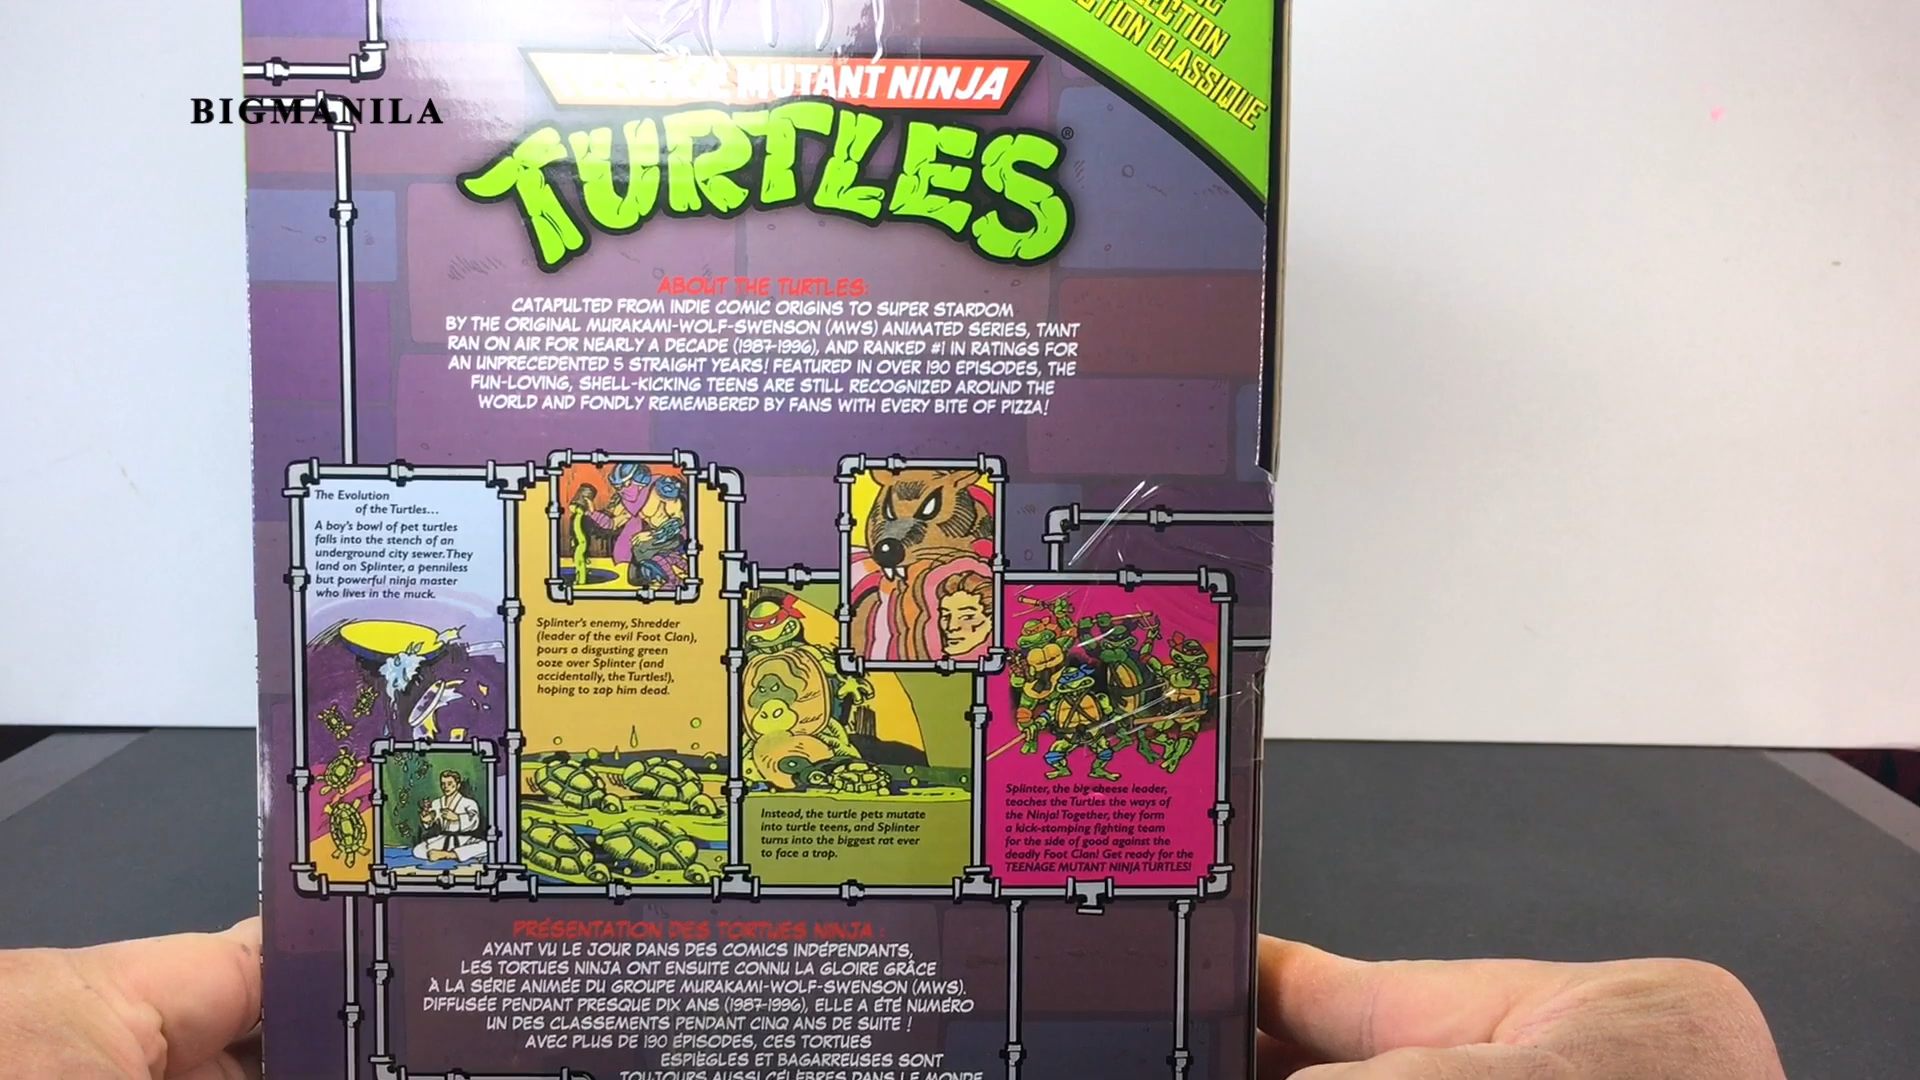 LECTION
CTION CLASSIQUE
BIGMANILA
TEENAGE MUTANT NINJA
TURTLES®
ABOUT THE TURTLES:
CATAPULTED FROM INDIE COMIC ORIGINS TO SUPER STARDOM
BY THE ORIGINAL MURAKAMI-WOLF-SWENSON (MWS) ANIMATED SERIES, TMNT
RAN ON AIR FOR NEARLY A DECADE (1987-1996), AND RANKED #1 IN RATINGS FOR
AN UNPRECEDENTED 5 STRAIGHT YEARS! FEATURED IN OVER 190 EPISODES, THE
FUN-LOVING, SHELL-KICKING TEENS ARE STILL RECOGNIZED AROUND THE
WORLD AND FONDLY REMEMBERED BY FANS WITH EVERY BITE OF PIZZA!
The Evolution
of the Turtles...
A boy's bowl of pet turtles
falls into the stench of an
underground city sewer. They
land on Splinter, a penniless
but powerful ninja master
who lives in the muck.
Splinter's enemy, Shredder
(leader of the evil Foot Clan),
pours a disgusting green
ooze over Splinter (and
accidentally, the Turtles!),
hoping to zap him dead.
Instead, the turtle pets mutate
into turtle teens, and Splinter
turns into the biggest rat ever
to face a trap.
Splinter, the big cheese leader,
teaches the Turtles the ways of
the Ninja! Together, they form
a kick-stomping fighting team
for the side of good against the
deadly Foot Clan! Get ready for the
TEENAGE MUTANT NINJA TURTLES!
PRÉSENTATION DES TORTUES NINJA :
AYANT VU LE JOUR DANS DES COMICS INDÉPENDANTS,
LES TORTUES NINJA ONT ENSUITE CONNU LA GLOIRE GRÂCE
À LA SÉRIE ANIMÉE DU GROUPE MURAKAMI-WOLF-SWENSON (MWS).
DIFFUSÉE PENDANT PRESQUE DIX ANS (1987-1996), ELLE A ÉTÉ NUMÉRO
UN DES CLASSEMENTS PENDANT CINQ ANS DE SUITE !
AVEC PLUS DE 190 ÉPISODES, CES TORTUES
ESPIÈGLES ET BAGARREUSES SONT
TOUJOURS AUSSI CÉLÈBRES DANS LE MONDE